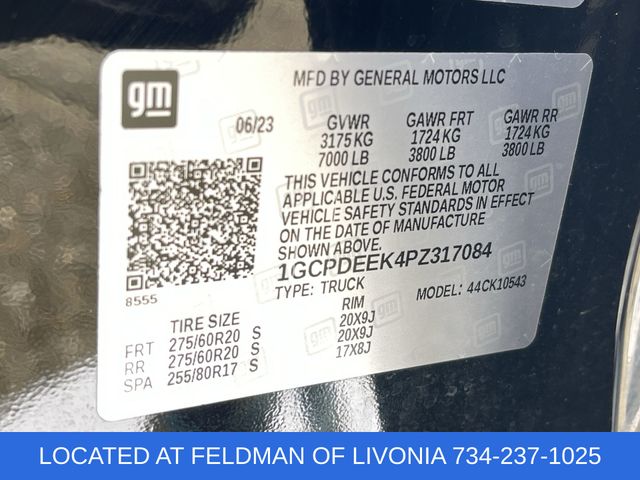 gm
MFD BY GENERAL MOTORS LLC
06/23 GVWR GAWR FRT GAWR RR
3175 KG 1724 KG 1724 KG
7000 LB 3800 LB 3800 LB
THIS VEHICLE CONFORMS TO ALL
APPLICABLE U.S. FEDERAL MOTOR
VEHICLE SAFETY STANDARDS IN EFFECT
ON THE DATE OF MANUFACTURE
SHOWN ABOVE.
1GCPDEEK4PZ317084
8555 TYPE: TRUCK MODEL: 44CK10543
TIRE SIZE RIM
FRT 275/60R20 S 20X9J
RR 275/60R20 S 20X9J
SPA 255/80R17 S 17X8J
LOCATED AT FELDMAN OF LIVONIA 734-237-1025